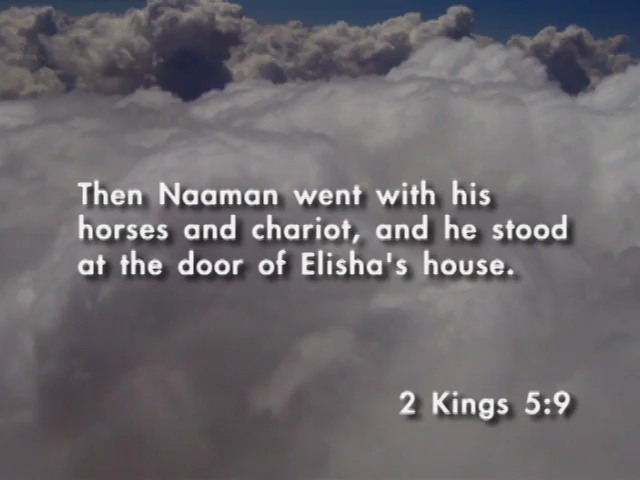 Then Naaman went with his
horses and chariot, and he stood
at the door of Elisha's house.
2 Kings 5:9